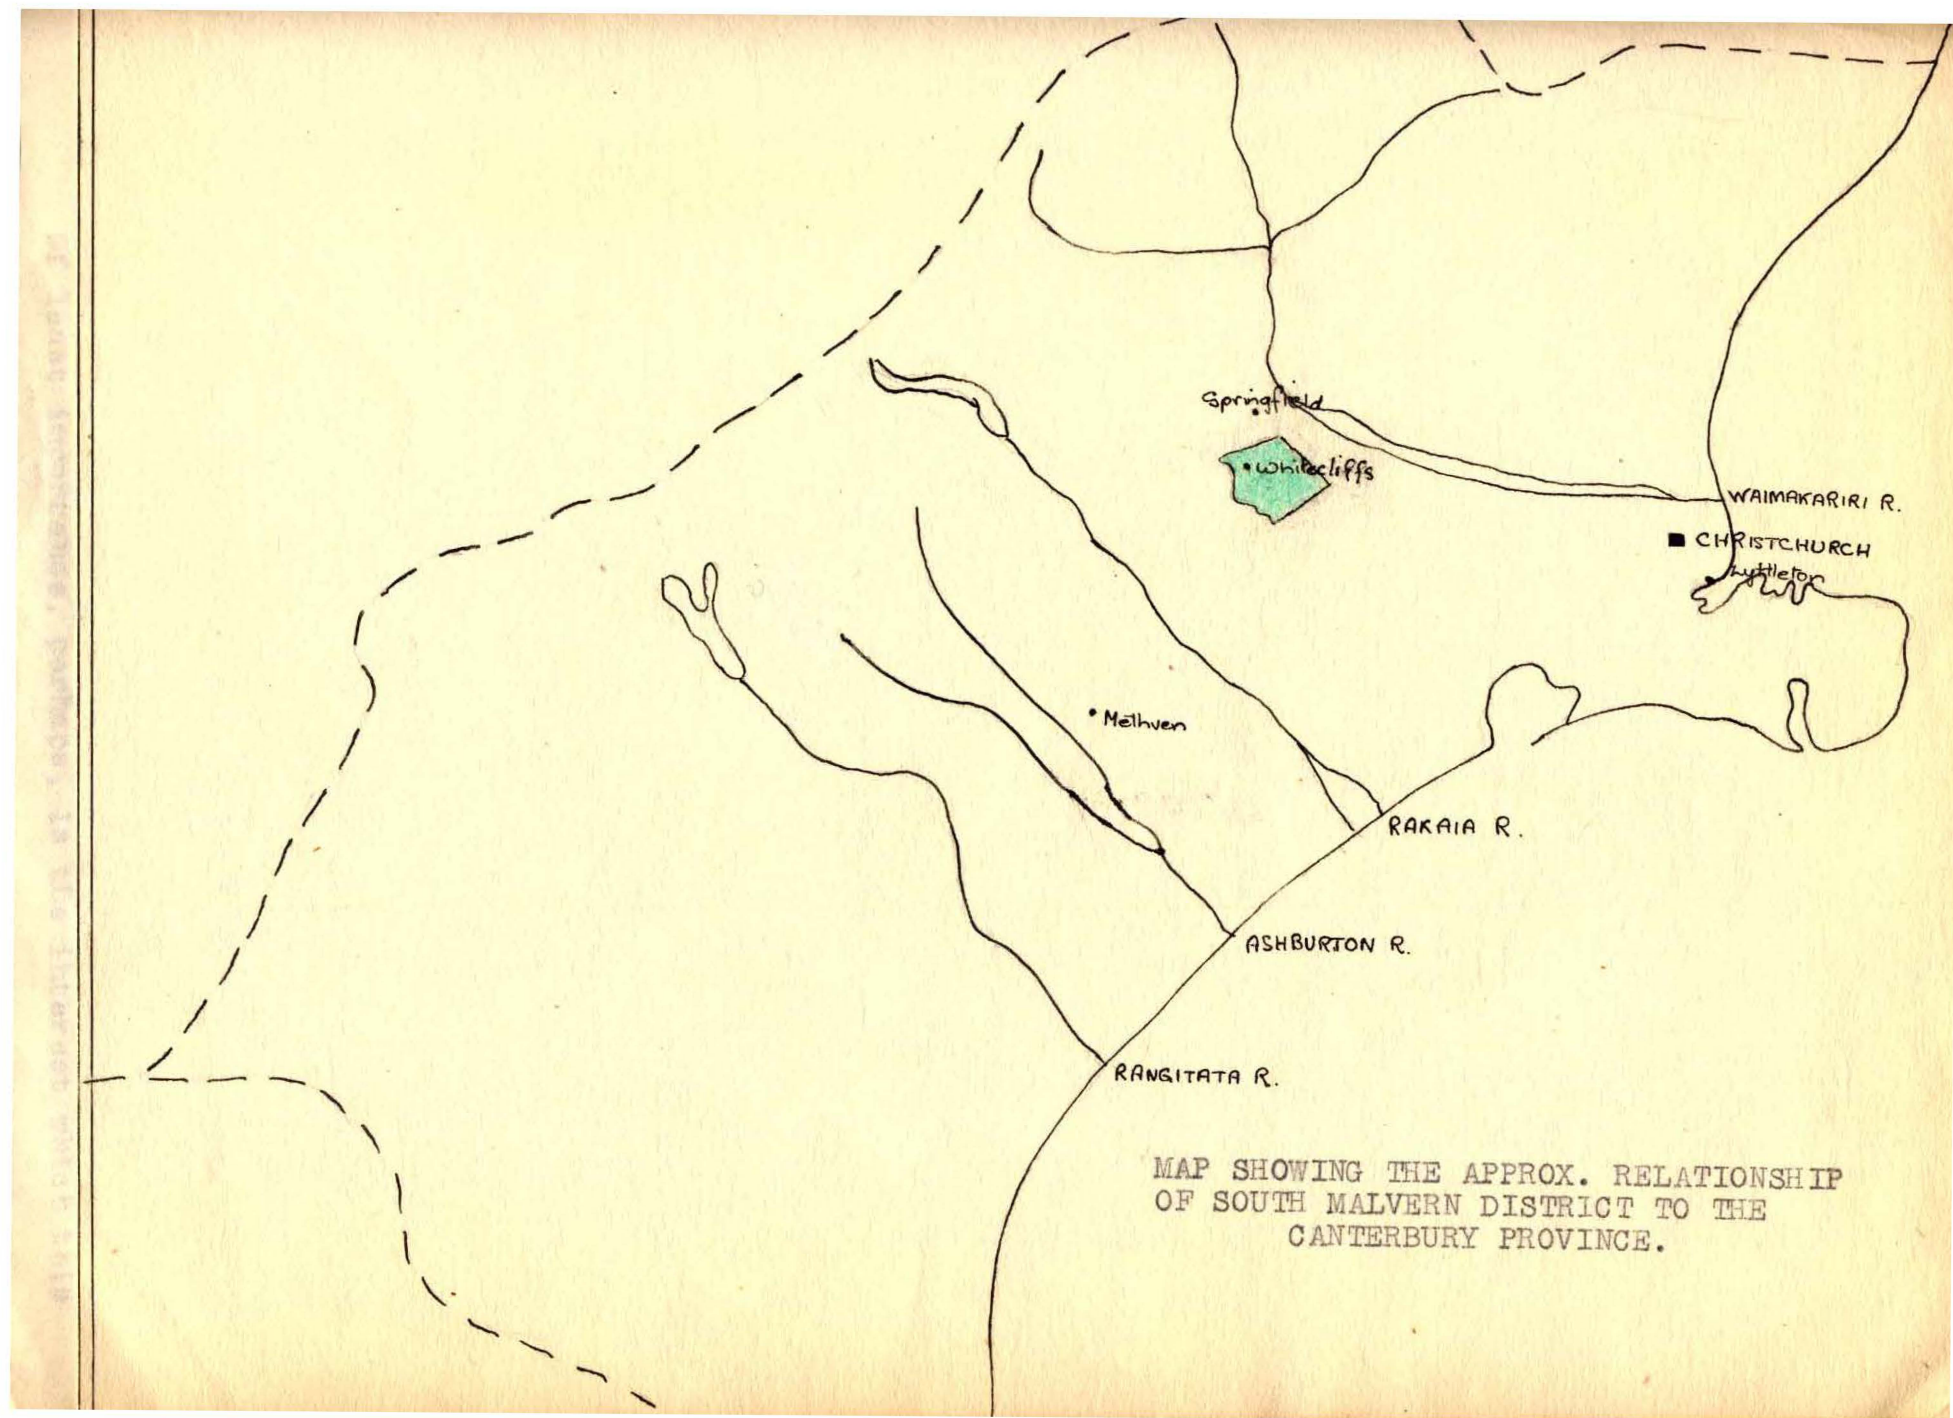 Springfield
Whitecliffs
WAIMAKARIRI R.
CHRISTCHURCH
Lyttleton
Methven
RAKAIA R.
ASHBURTON R.
RANGITATA R.
MAP SHOWING THE APPROX. RELATIONSHIP
OF SOUTH MALVERN DISTRICT TO THE
CANTERBURY PROVINCE.